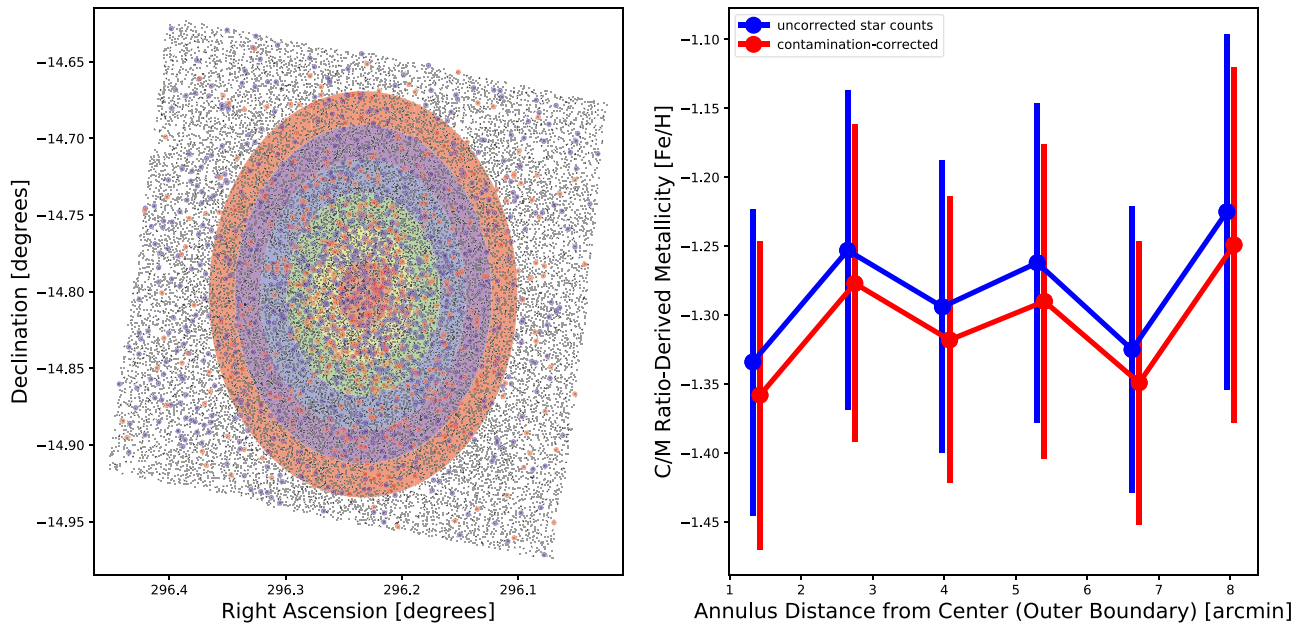 −14.65
−14.70
−14.75
−14.80
−14.85
−14.90
−14.95
Declination [degrees]
296.4 296.3 296.2 296.1
Right Ascension [degrees]
uncorrected star counts
contamination-corrected
−1.10
−1.15
−1.20
−1.25
−1.30
−1.35
−1.40
−1.45
C/M Ratio-Derived Metallicity [Fe/H]
1 2 3 4 5 6 7 8
Annulus Distance from Center (Outer Boundary) [arcmin]